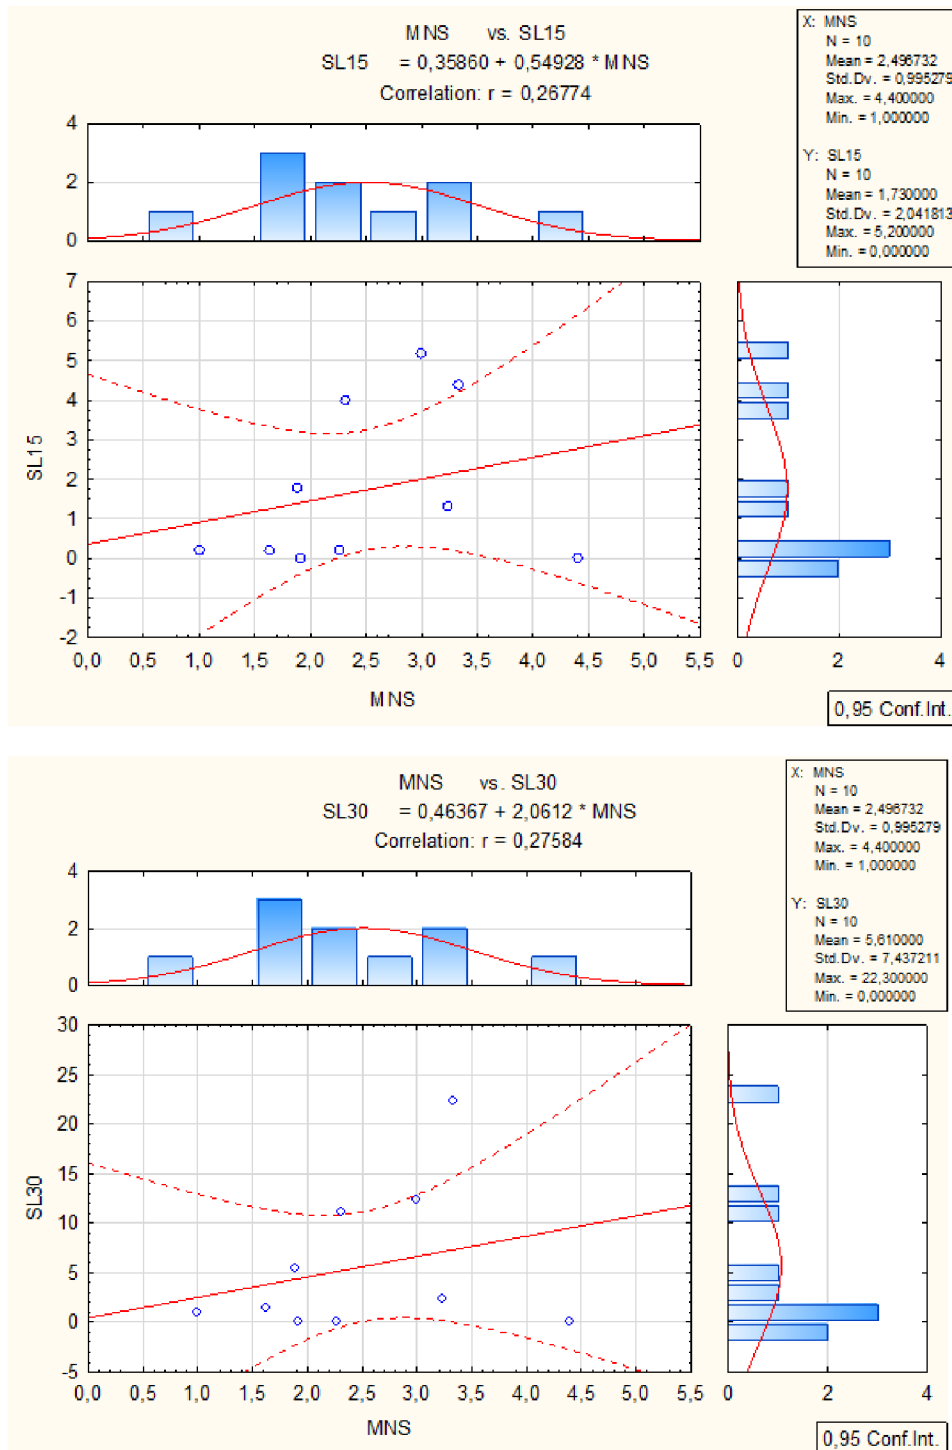 MNS vs. SL15
SL15 = 0,35860 + 0,54928 * MNS
Correlation: r = 0,26774
X: MNS
N = 10
Mean = 2,496732
Std.Dv. = 0,995279
Max. = 4,400000
Min. = 1,000000
Y: SL15
N = 10
Mean = 1,730000
Std.Dv. = 2,041813
Max. = 5,200000
Min. = 0,000000
4
2
0
7
6
5
4
3
2
1
0
-1
-2
SL15
0,0 0,5 1,0 1,5 2,0 2,5 3,0 3,5 4,0 4,5 5,0 5,5
MNS
0 2 4
0,95 Conf.Int.
MNS vs. SL30
SL30 = 0,46367 + 2,0612 * MNS
Correlation: r = 0,27584
X: MNS
N = 10
Mean = 2,496732
Std.Dv. = 0,995279
Max. = 4,400000
Min. = 1,000000
Y: SL30
N = 10
Mean = 5,610000
Std.Dv. = 7,437211
Max. = 22,300000
Min. = 0,000000
4
2
0
30
25
20
15
10
5
0
-5
SL30
0,0 0,5 1,0 1,5 2,0 2,5 3,0 3,5 4,0 4,5 5,0 5,5
MNS
0 2 4
0,95 Conf.Int.